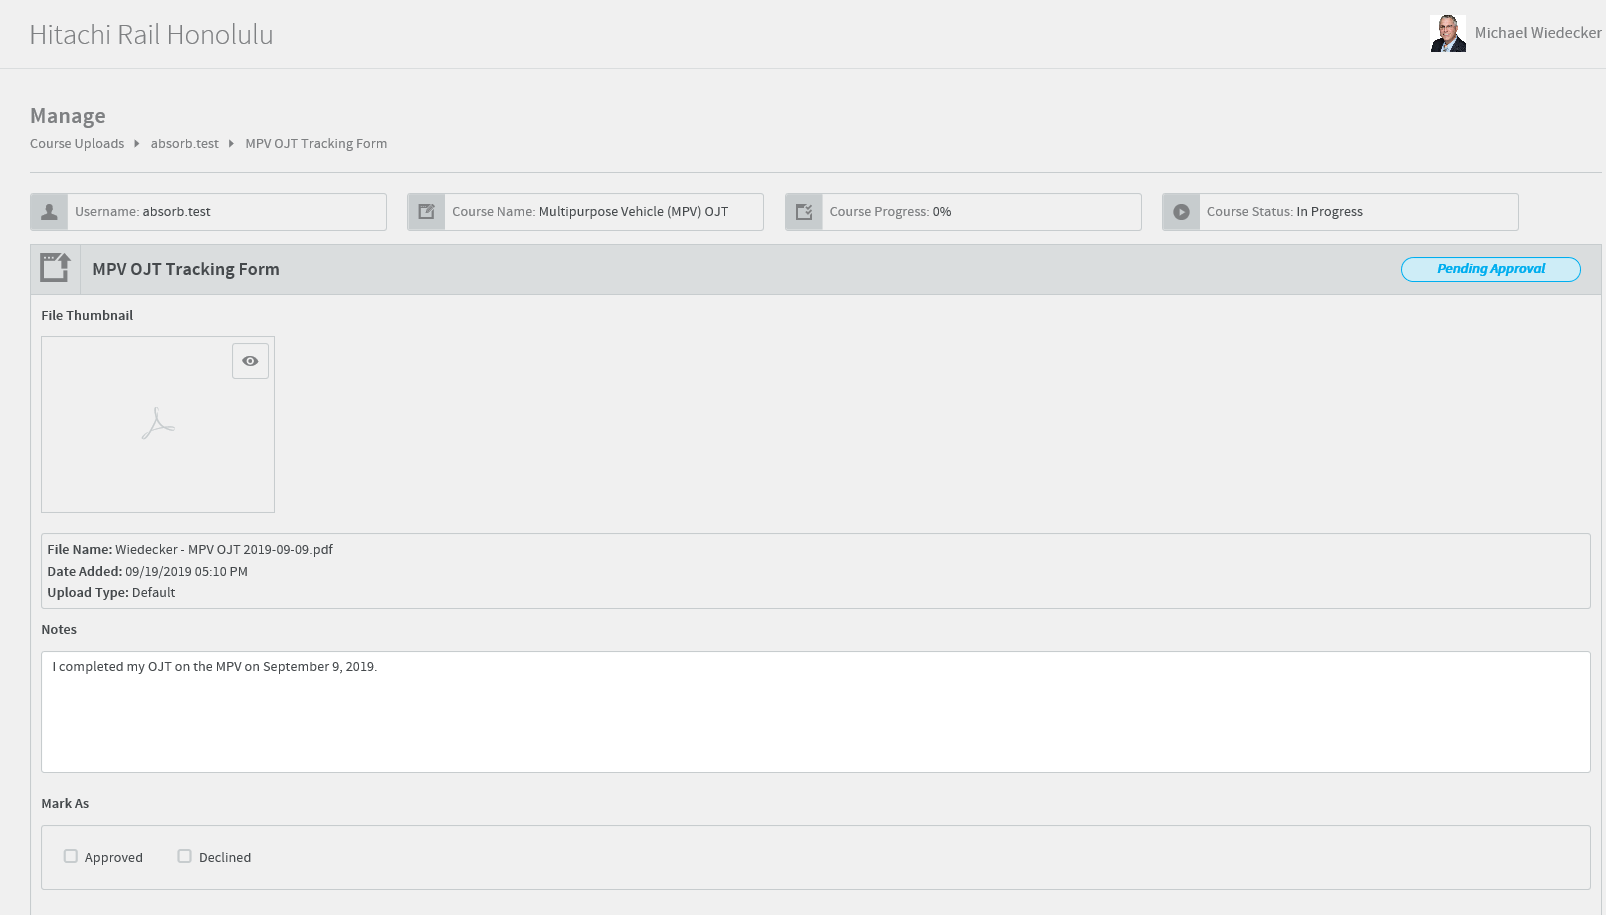 Hitachi Rail Honolulu
Michael Wiedecker
Manage
Course Uploads absorb.test MPV OJT Tracking Form
Username: absorb.test
Course Name: Multipurpose Vehicle (MPV) OJT
Course Progress: 0%
Course Status: In Progress
MPV OJT Tracking Form
Pending Approval
File Thumbnail
File Name: Wiedecker - MPV OJT 2019-09-09.pdf
Date Added: 09/19/2019 05:10 PM
Upload Type: Default
Notes
I completed my OJT on the MPV on September 9, 2019.
Mark As
Approved Declined